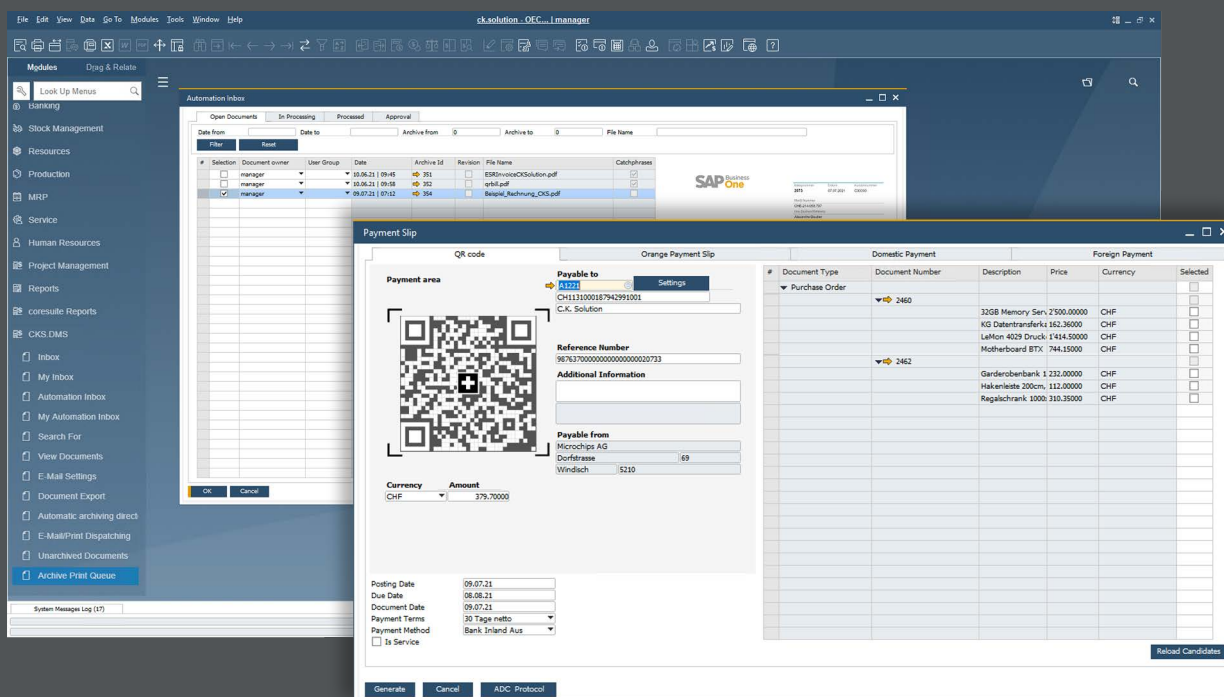 File Edit View Data Go To Modules Tools Window Help
ck.solution - OEC... | manager
Modules Drag & Relate
Look Up Menus
Banking
Stock Management
Resources
Production
MRP
Service
Human Resources
Project Management
Reports
coresuite Reports
CKS.DMS
Inbox
My Inbox
Automation Inbox
My Automation Inbox
Search For
View Documents
E-Mail Settings
Document Export
Automatic archiving direct
E-Mail/Print Dispatching
Unarchived Documents
Archive Print Queue
System Messages Log (17)
Automation Inbox
Open Documents In Processing Processed Approval
Date from Date to Archive from 0 Archive to 0 File Name
Filter Reset
# Selection Document owner User Group Date Archive Id Revision File Name Catchphrases
manager 10.06.21 | 09:45 351 ESRInvoiceCKSolution.pdf
manager 10.06.21 | 09:58 352 qrbill.pdf
manager 09.07.21 | 07:12 354 Beispiel_Rechnung_CKS.pdf
SAP Business One
OK Cancel
Payment Slip
QR code Orange Payment Slip Domestic Payment Foreign Payment
Payment area
Payable to
A1221 Settings
CH1131000187942991001
C.K. Solution
Reference Number
Additional Information
Payable from
Microchips AG
Dorfstrasse 69
Windisch 5210
Currency Amount
CHF 379.70000
Posting Date 09.07.21
Due Date 08.08.21
Document Date 09.07.21
Payment Terms 30 Tage netto
Payment Method Bank Inland Aus
Is Service
# Document Type Document Number Description Price Currency Selected
Purchase Order
2460
32GB Memory Serv 2'500.00000 CHF
KG Datentransferka 162.36000 CHF
LeMon 4029 Druck 1'414.50000 CHF
Motherboard BTX 744.15000 CHF
2462
Garderobenbank 1 232.00000 CHF
Hakenleiste 200cm, 112.00000 CHF
Regalschrank 1000 310.35000 CHF
Reload Candidates
Generate Cancel ADC Protocol